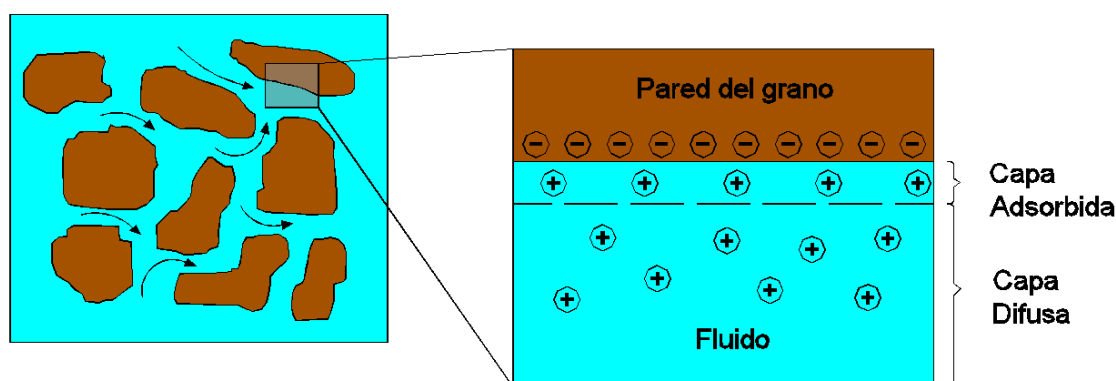 Pared del grano
Capa
Adsorbida
Capa
Difusa
Fluido